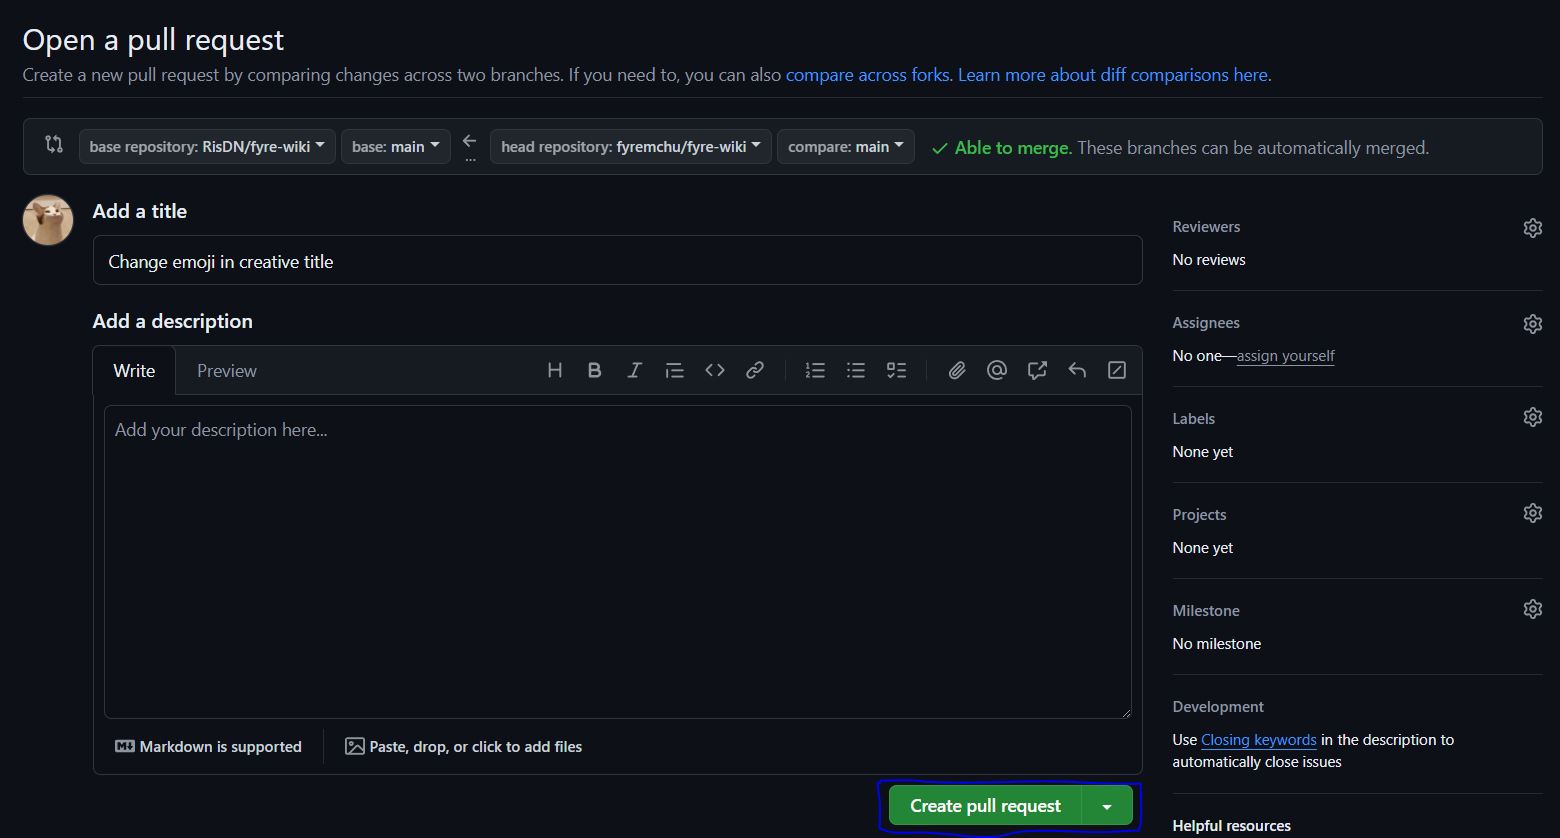 Open a pull request
Create a new pull request by comparing changes across two branches. If you need to, you can also compare across forks. Learn more about diff comparisons here.
base repository: RisDN/fyre-wiki base: main ← ... head repository: fyremchu/fyre-wiki compare: main ✓ Able to merge. These branches can be automatically merged.
Add a title
Change emoji in creative title
Add a description
Write Preview
Add your description here...
Markdown is supported
Paste, drop, or click to add files
Create pull request
Reviewers
No reviews
Assignees
No one—assign yourself
Labels
None yet
Projects
None yet
Milestone
No milestone
Development
Use Closing keywords in the description to
automatically close issues
Helpful resources